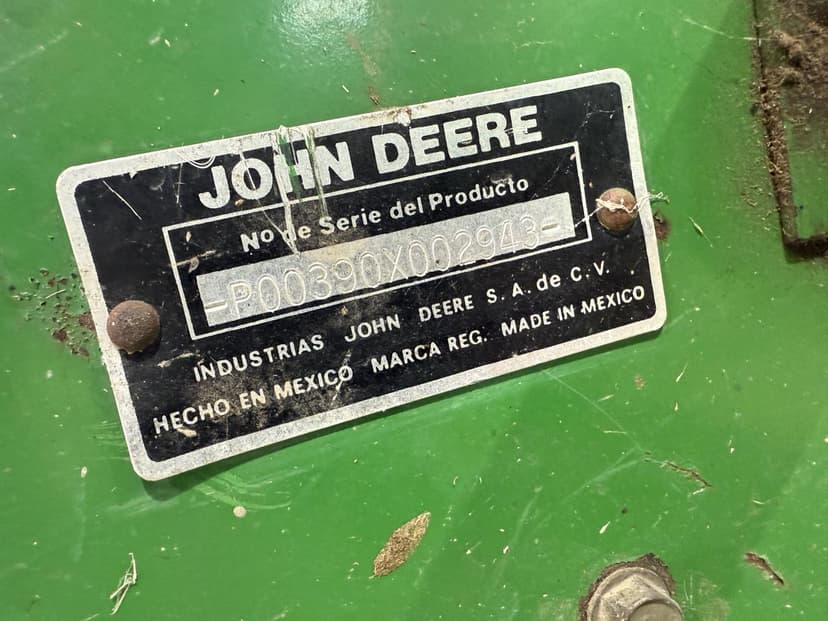 JOHN DEERE
Nº de Serie del Producto
-P00390X002943-
INDUSTRIAS JOHN DEERE S. A. de C. V.
HECHO EN MEXICO MARCA REG. MADE IN MEXICO